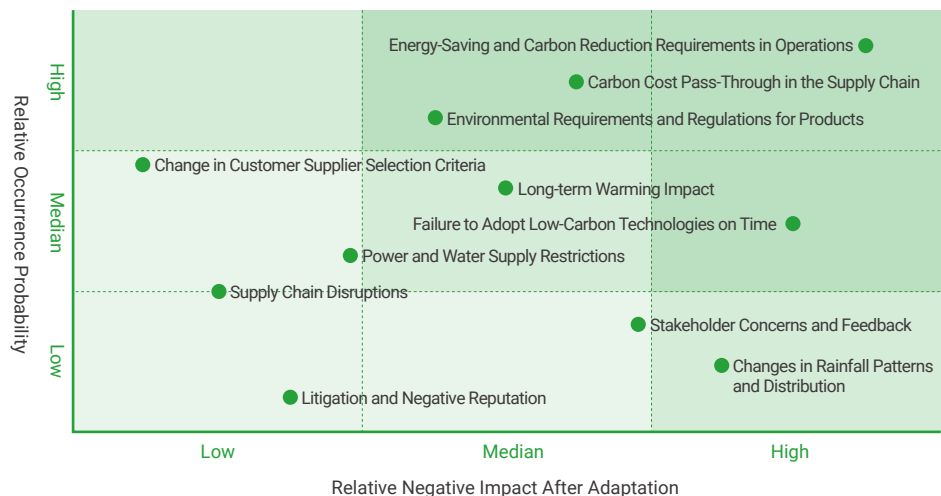 Energy-Saving and Carbon Reduction Requirements in Operations
Carbon Cost Pass-Through in the Supply Chain
Environmental Requirements and Regulations for Products
Change in Customer Supplier Selection Criteria
Long-term Warming Impact
Failure to Adopt Low-Carbon Technologies on Time
Power and Water Supply Restrictions
Supply Chain Disruptions
Stakeholder Concerns and Feedback
Changes in Rainfall Patterns
and Distribution
Litigation and Negative Reputation
Relative Occurrence Probability
High
Median
Low
Low
Median
High
Relative Negative Impact After Adaptation